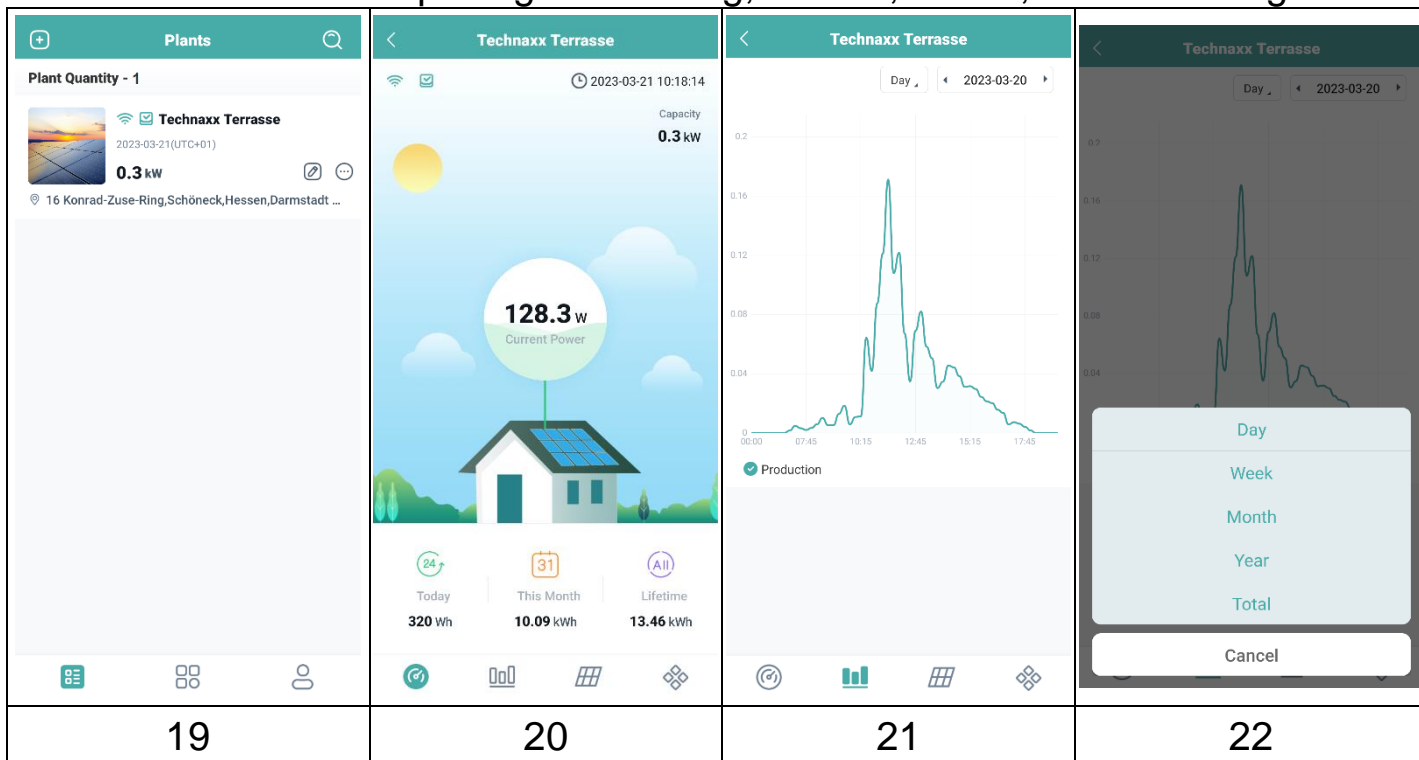 Plants
Plant Quantity - 1
Technaxx Terrasse
2023-03-21(UTC+01)
0.3 kW
16 Konrad-Zuse-Ring,Schöneck,Hessen,Darmstadt ...
19
Technaxx Terrasse
2023-03-21 10:18:14
Capacity
0.3 kW
128.3 W
Current Power
24
31
All
Today
This Month
Lifetime
320 Wh
10.09 kWh
13.46 kWh
20
Technaxx Terrasse
Day
2023-03-20
0.2
0.16
0.12
0.08
0.04
0
00:00 07:45 10:15 12:45 15:15 17:45
Production
21
Technaxx Terrasse
Day
2023-03-20
0.2
0.16
0.12
0.08
0.04
Day
Week
Month
Year
Total
Cancel
22